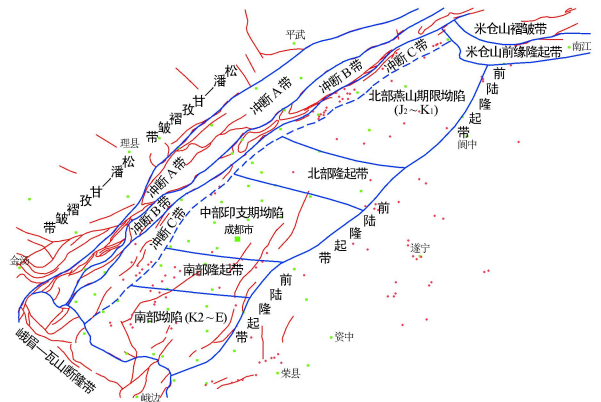 平武
米仓山褶皱带
米仓山前缘隆起带
南江
冲断A带
冲断B带
冲断C带
松潘—甘孜褶皱带
北部燕山期限坳陷
(J₂～K₁)
前陆隆起带
阆中
理县
冲断A带
北部隆起带
松潘—甘孜褶皱带
冲断B带
冲断C带
中部印支期坳陷
成都市
前陆隆起带
遂宁
金汤
南部隆起带
前陆隆起带
南部坳陷(K2～E)
资中
峨眉—瓦山断隆带
荣县
峨边